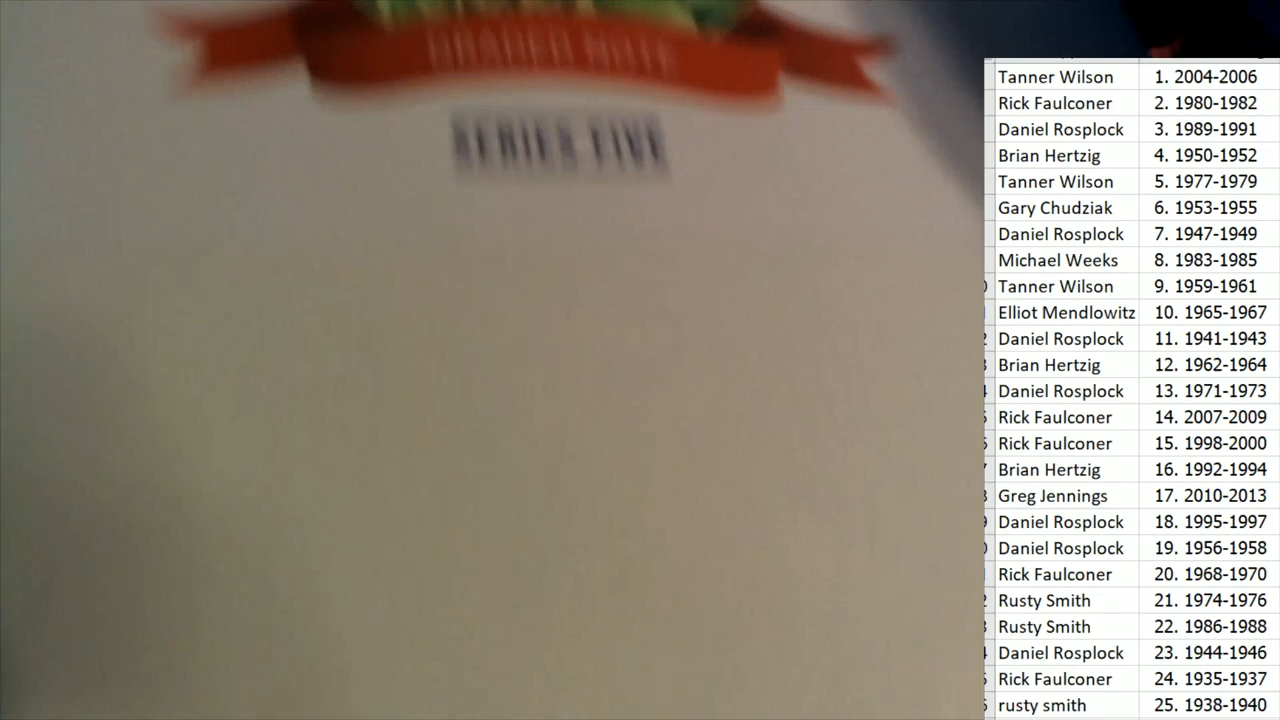 GRADED NOTE
SERIES FIVE
Tanner Wilson 1. 2004-2006
Rick Faulconer 2. 1980-1982
Daniel Rosplock 3. 1989-1991
Brian Hertzig 4. 1950-1952
Tanner Wilson 5. 1977-1979
Gary Chudziak 6. 1953-1955
Daniel Rosplock 7. 1947-1949
Michael Weeks 8. 1983-1985
Tanner Wilson 9. 1959-1961
Elliot Mendlowitz 10. 1965-1967
Daniel Rosplock 11. 1941-1943
Brian Hertzig 12. 1962-1964
Daniel Rosplock 13. 1971-1973
Rick Faulconer 14. 2007-2009
Rick Faulconer 15. 1998-2000
Brian Hertzig 16. 1992-1994
Greg Jennings 17. 2010-2013
Daniel Rosplock 18. 1995-1997
Daniel Rosplock 19. 1956-1958
Rick Faulconer 20. 1968-1970
Rusty Smith 21. 1974-1976
Rusty Smith 22. 1986-1988
Daniel Rosplock 23. 1944-1946
Rick Faulconer 24. 1935-1937
rusty smith 25. 1938-1940